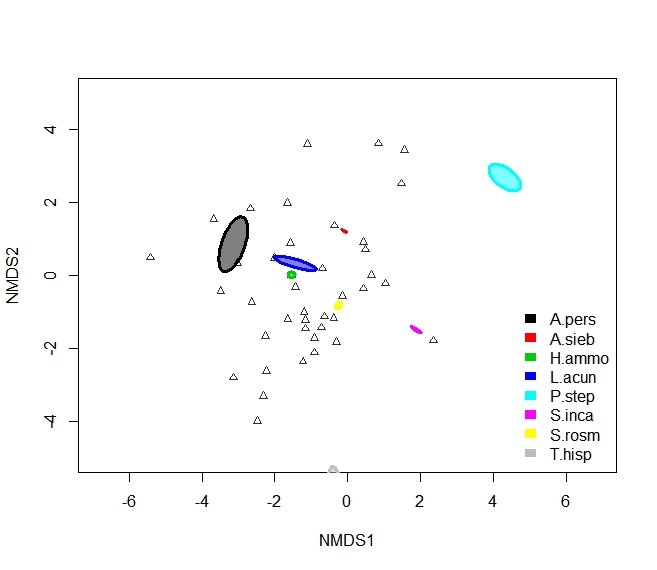 4
2
0
-2
-4
NMDS2
A.pers
A.sieb
H.ammo
L.acun
P.step
S.inca
S.rosm
T.hisp
-6 -4 -2 0 2 4 6
NMDS1